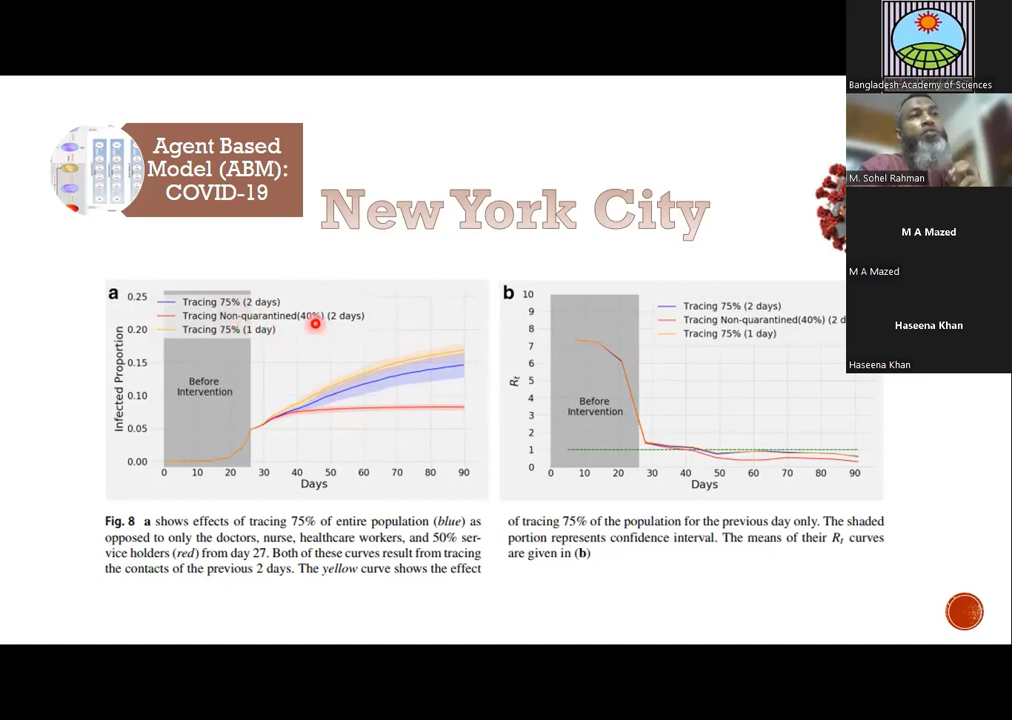 Agent Based
Model (ABM):
COVID-19
New York City
a
Infected Proportion
0.25
0.20
0.15
0.10
0.05
0.00
Tracing 75% (2 days)
Tracing Non-quarantined(40%) (2 days)
Tracing 75% (1 day)
Before
Intervention
0 10 20 30 40 50 60 70 80 90
Days
b
Rt
10
9
8
7
6
5
4
3
2
1
0
Tracing 75% (2 days)
Tracing Non-quarantined(40%) (2 d
Tracing 75% (1 day)
Before
Intervention
0 10 20 30 40 50 60 70 80 90
Days
Fig. 8 a shows effects of tracing 75% of entire population (blue) as
opposed to only the doctors, nurse, healthcare workers, and 50% ser-
vice holders (red) from day 27. Both of these curves result from tracing
the contacts of the previous 2 days. The yellow curve shows the effect
of tracing 75% of the population for the previous day only. The shaded
portion represents confidence interval. The means of their Rt curves
are given in (b)
Bangladesh Academy of Sciences
M. Sohel Rahman
M A Mazed
M A Mazed
Haseena Khan
Haseena Khan